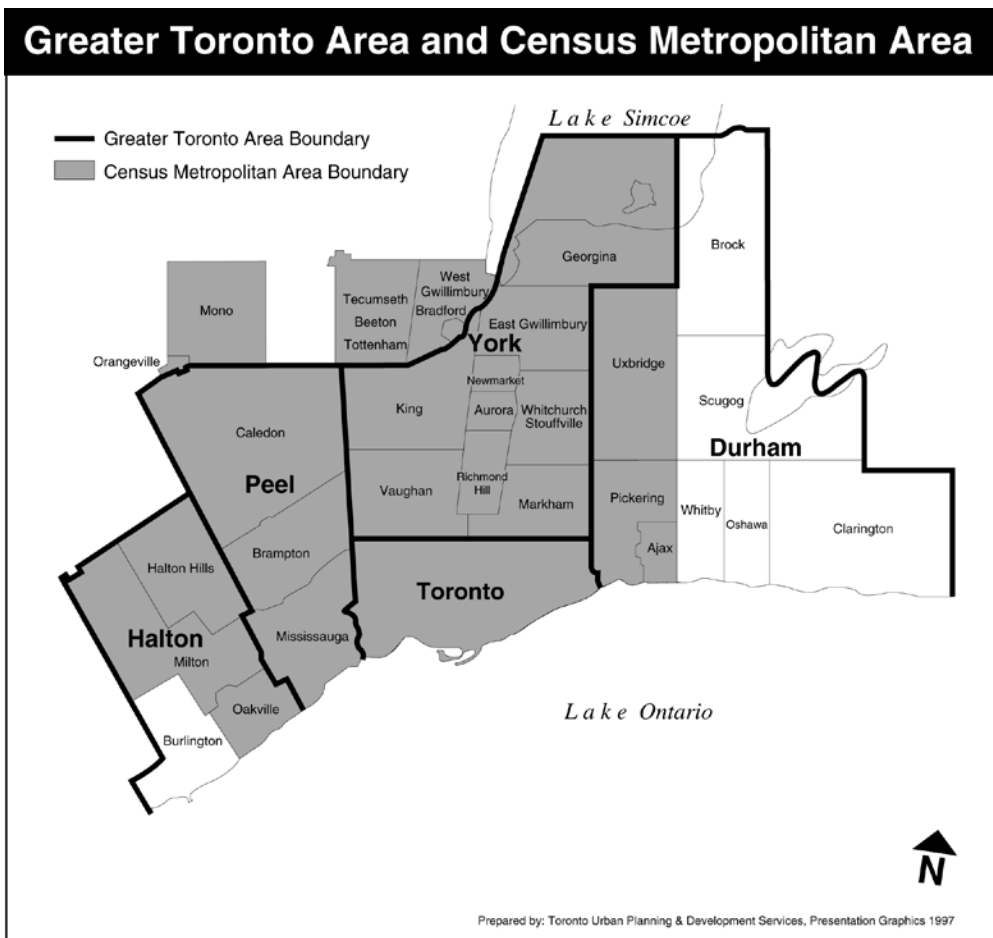 Greater Toronto Area and Census Metropolitan Area
Greater Toronto Area Boundary
Census Metropolitan Area Boundary
Lake Simcoe
Brock
Georgina
West
Gwillimbury
Bradford
Tecumseth
Beeton
Tottenham
Mono
Orangeville
East Gwillimbury
York
Uxbridge
Newmarket
Scugog
King
Aurora
Whitchurch
Stouffville
Caledon
Durham
Peel
Vaughan
Richmond
Hill
Markham
Pickering
Whitby
Oshawa
Clarington
Ajax
Brampton
Halton Hills
Toronto
Halton
Mississauga
Milton
Oakville
Lake Ontario
Burlington
N
Prepared by: Toronto Urban Planning & Development Services, Presentation Graphics 1997